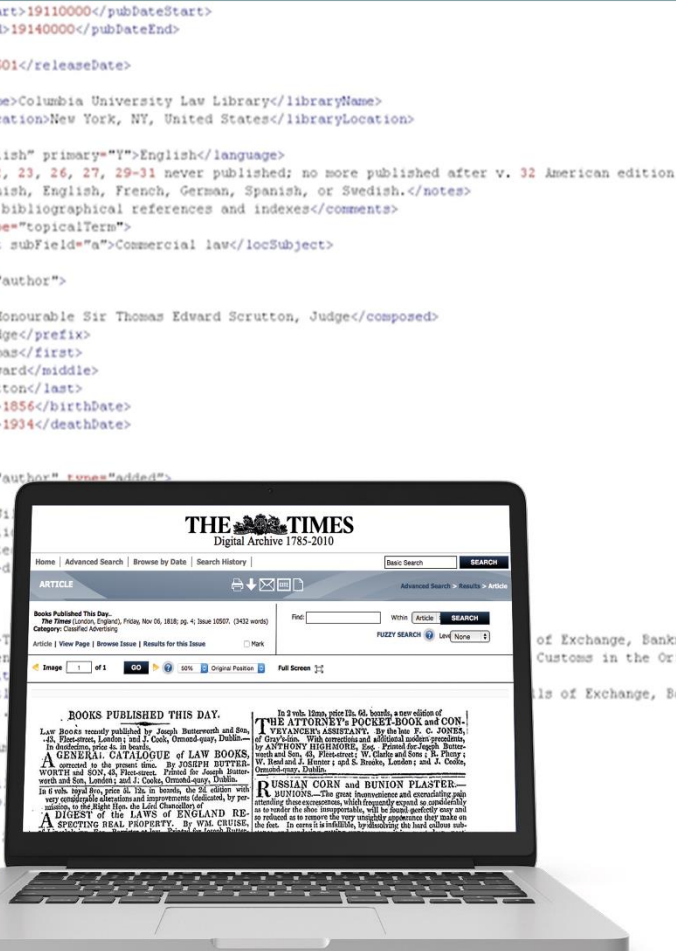 art>19110000</pubDateStart>
d>19140000</pubDateEnd>
501</releaseDate>
me>Columbia University Law Library</libraryName>
cation>New York, NY, United States</libraryLocation>
lish" primary="Y">English</language>
, 23, 26, 27, 29-31 never published; no more published after v. 32 American edition
nish, English, French, German, Spanish, or Swedish.</notes>
bibliographical references and indexes</comments>
pe="topicalTerm">
t subField="a">Commercial law</locSubject>
"author">
Honourable Sir Thomas Edward Scrutton, Judge</composed>
dge</prefix>
mas</first>
ward</middle>
tton</last>
>1856</birthDate>
>1934</deathDate>
"author" type="added">
THE TIMES
Digital Archive 1785-2010
Home | Advanced Search | Browse by Date | Search History |
Basic Search SEARCH
ARTICLE
Advanced Search > Results > Article
Books Published This Day..
The Times (London, England), Friday, Nov 06, 1818; pg. 4; Issue 10507. (3432 words)
Category: Classified Advertising
Article | View Page | Browse Issue | Results for this Issue Mark
Find: Within Article SEARCH
FUZZY SEARCH ? Leve None
Image 1 of 1 GO ? 50% Original Position Full Screen
of Exchange, Bank
Customs in the Or
ls of Exchange, B
BOOKS PUBLISHED THIS DAY.
LAW BOOKS recently published by Joseph Butterworth and Son,
43, Fleet-street, London; and J. Cooke, Ormond-quay, Dublin.—
In duodecimo, price 4s. in boards,
A GENERAL CATALOGUE of LAW BOOKS,
corrected to the present time. By JOSIEPH BUTTER-
WORTH and SON, 43, Fleet-street. Printed for Joseph Butter-
worth and Son, London; and J. Cooke, Ormond-quay, Dublin.
In 6 vols. royal 8vo, price 6l. 12s. in boards, the 2d. edition with
very considerable alterations and improvements (dedicated, by per-
mission, to the Right Hon. the Lord Chancellor) of
A DIGEST of the LAWS of ENGLAND RE-
SPECTING REAL PROPERTY. By WM. CRUISE,
In 2 vols. 12mo, price 12s. 6d. boards, a new edition of
THE ATTORNEY's POCKET-BOOK and CON-
VEYANCER's ASSISTANT. By the late F. C. JONES,
of Gray's-inn. With corrections and additional modern precedents,
by ANTHONY HIGHMORE, Esq. Printed for Joseph Butter-
worth and Son, 43, Fleet-street; W. Clarke and Sons; R. Pheny;
W. Reed and J. Hunter; and S. Brooke, London; and J. Cooke,
Ormond-quay, Dublin.
RUSSIAN CORN and BUNION PLASTER.—
BUNIONS.—The great inconvenience and excruciating pain
attending these excrescences, which frequently expand so considerably
as to render the shoe insupportable, will be found perfectly easy and
so reduced as to remove the very unsightly appearance they make on
the feet. In corns it is infallible, by dissolving the hard callous sub-